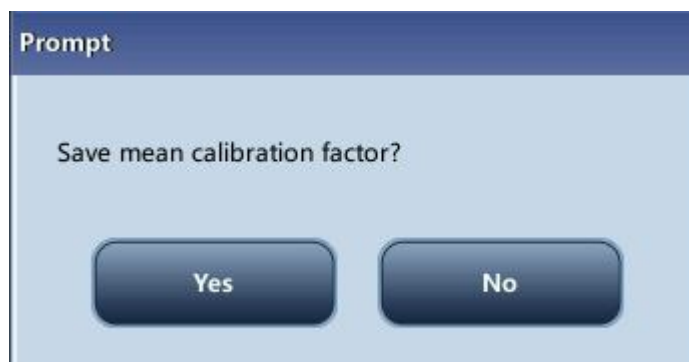 Prompt
Save mean calibration factor?
Yes No